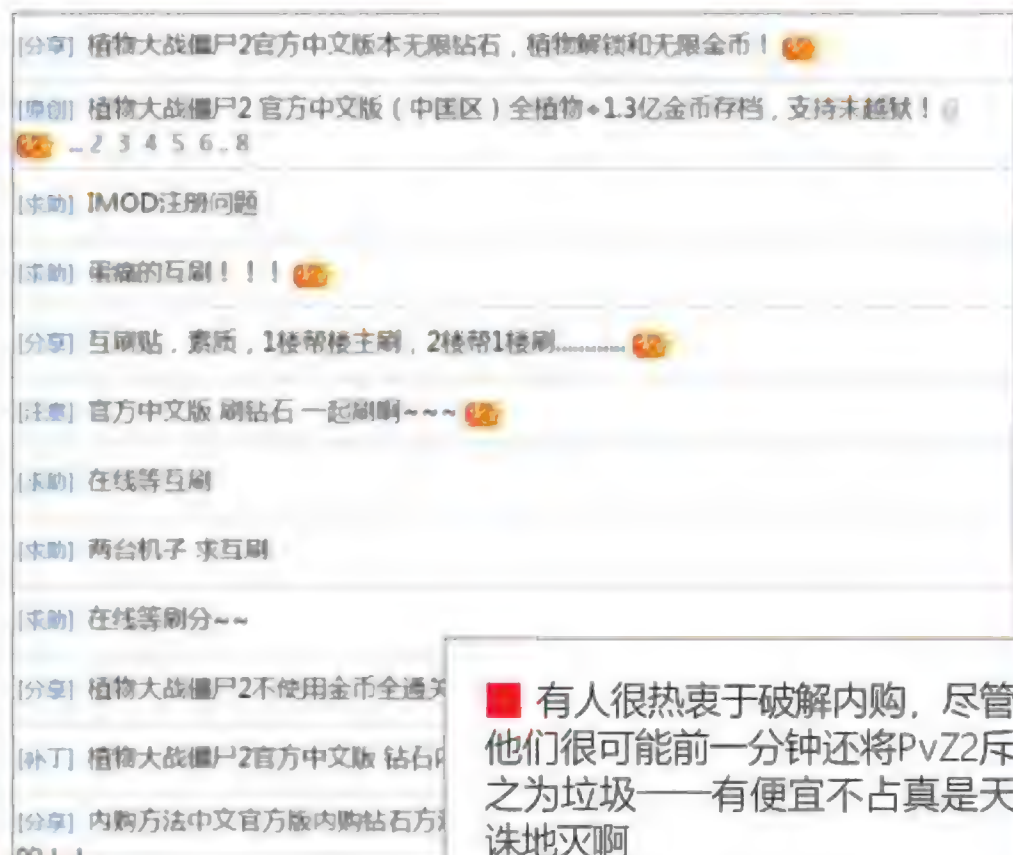 [分享] 植物大战僵尸2官方中文版本无限钻石，植物解锁和无限金币！
[原创] 植物大战僵尸2 官方中文版（中国区）全植物+1.3亿金币存档，支持未越狱！
...2 3 4 5 6..8
[求助] IMOD注册问题
[求助] 蛋痛的互刷！！！
[分享] 互刷贴，素质，1楼帮楼主刷，2楼帮1楼刷............
[注意] 官方中文版 刷钻石 一起刷啊~~~
[求助] 在线等互刷
[求助] 两台机子 求互刷
[求助] 在线等刷分~~
[分享] 植物大战僵尸2不使用金币全通关
[补丁] 植物大战僵尸2官方中文版 钻石内
[分享] 内购方法中文官方版内购钻石方法
有人很热衷于破解内购，尽管
他们很可能前一分钟还将PvZ2斥
之为垃圾——有便宜不占真是天
诛地灭啊